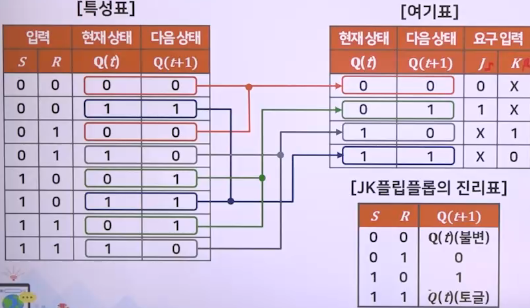 [특성표]
입력 현재 상태 다음 상태
S R Q(t) Q(t+1)
0 0 0 0
0 0 1 1
0 1 0 0
0 1 1 0
1 0 0 1
1 0 1 1
1 1 0 1
1 1 1 0
[여기표]
현재 상태 다음 상태 요구 입력
Q(t) Q(t+1) J K
0 0 0 X
0 1 1 X
1 0 X 1
1 1 X 0
[JK플립플롭의 진리표]
S R Q(t+1)
0 0 Q(t)(불변)
0 1 0
1 0 1
1 1 Q(t)(토글)